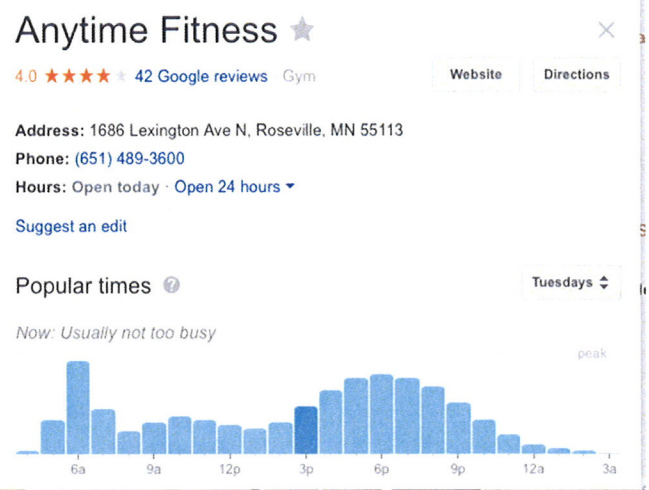 Anytime Fitness
4.0 42 Google reviews Gym
Website
Directions
Address: 1686 Lexington Ave N, Roseville, MN 55113
Phone: (651) 489-3600
Hours: Open today · Open 24 hours
Suggest an edit
Popular times ?
Tuesdays
Now: Usually not too busy
peak
6a 9a 12p 3p 6p 9p 12a 3a